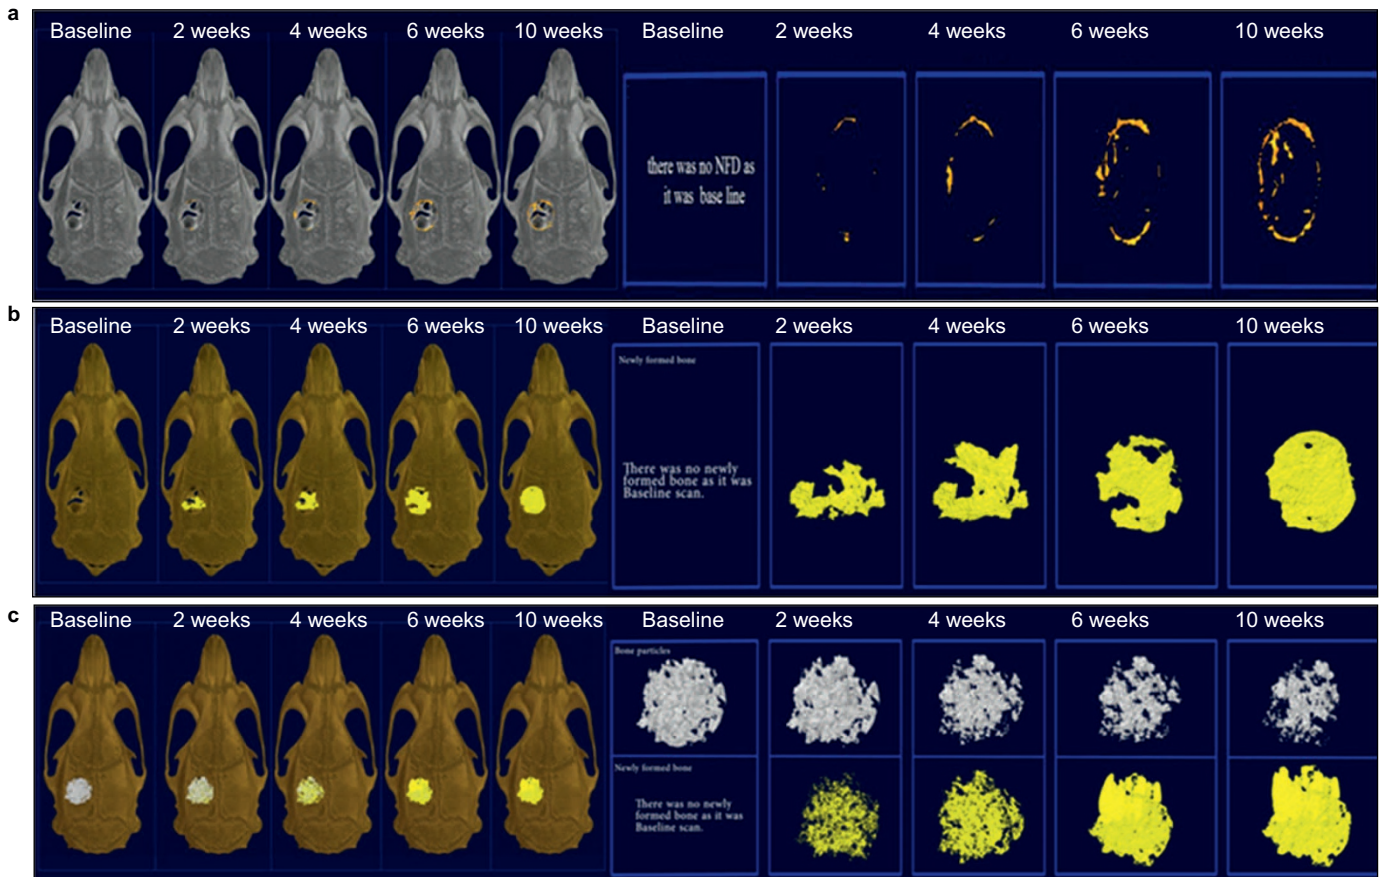 a
Baseline 2 weeks 4 weeks 6 weeks 10 weeks Baseline 2 weeks 4 weeks 6 weeks 10 weeks
there was no NFD as
it was base line
b
Baseline 2 weeks 4 weeks 6 weeks 10 weeks Baseline 2 weeks 4 weeks 6 weeks 10 weeks
Newly formed bone
There was no newly
formed bone as it was
Baseline scan.
c
Baseline 2 weeks 4 weeks 6 weeks 10 weeks Baseline 2 weeks 4 weeks 6 weeks 10 weeks
Bone particles
Newly formed bone
There was no newly
formed bone as it was
Baseline scan.